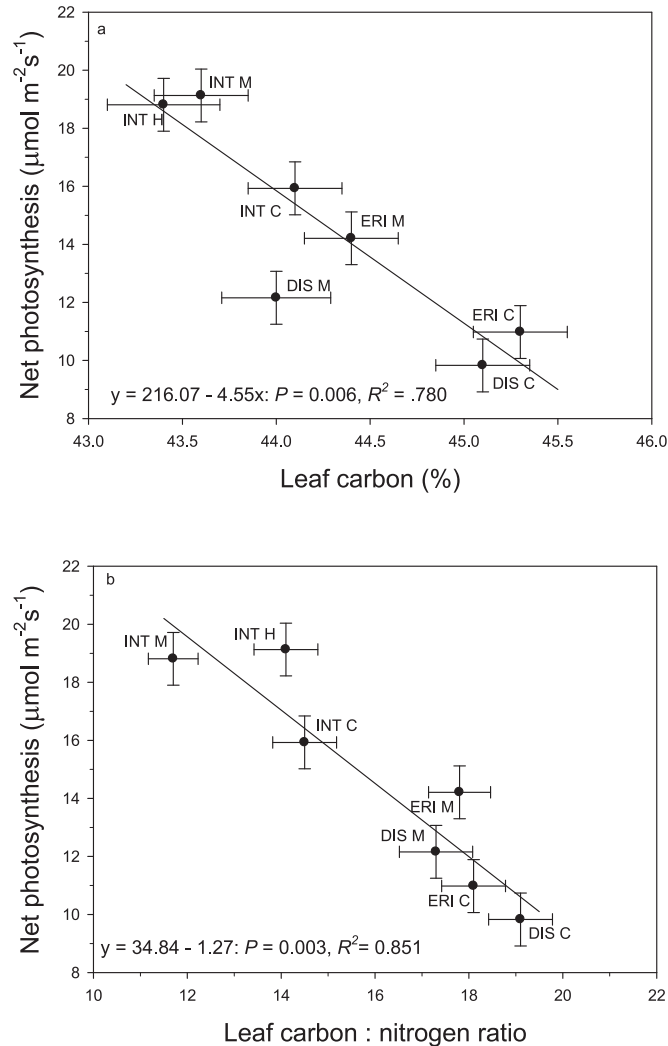 a
22
20
18
16
14
12
10
8
Net photosynthesis (μmol m⁻²s⁻¹)
INT M
INT H
INT C
ERI M
DIS M
ERI C
DIS C
y = 216.07 - 4.55x: P = 0.006, R² = .780
43.0 43.5 44.0 44.5 45.0 45.5 46.0
Leaf carbon (%)
b
22
20
18
16
14
12
10
8
Net photosynthesis (μmol m⁻²s⁻¹)
INT M
INT H
INT C
ERI M
DIS M
ERI C
DIS C
y = 34.84 - 1.27: P = 0.003, R²= 0.851
10 12 14 16 18 20 22
Leaf carbon : nitrogen ratio